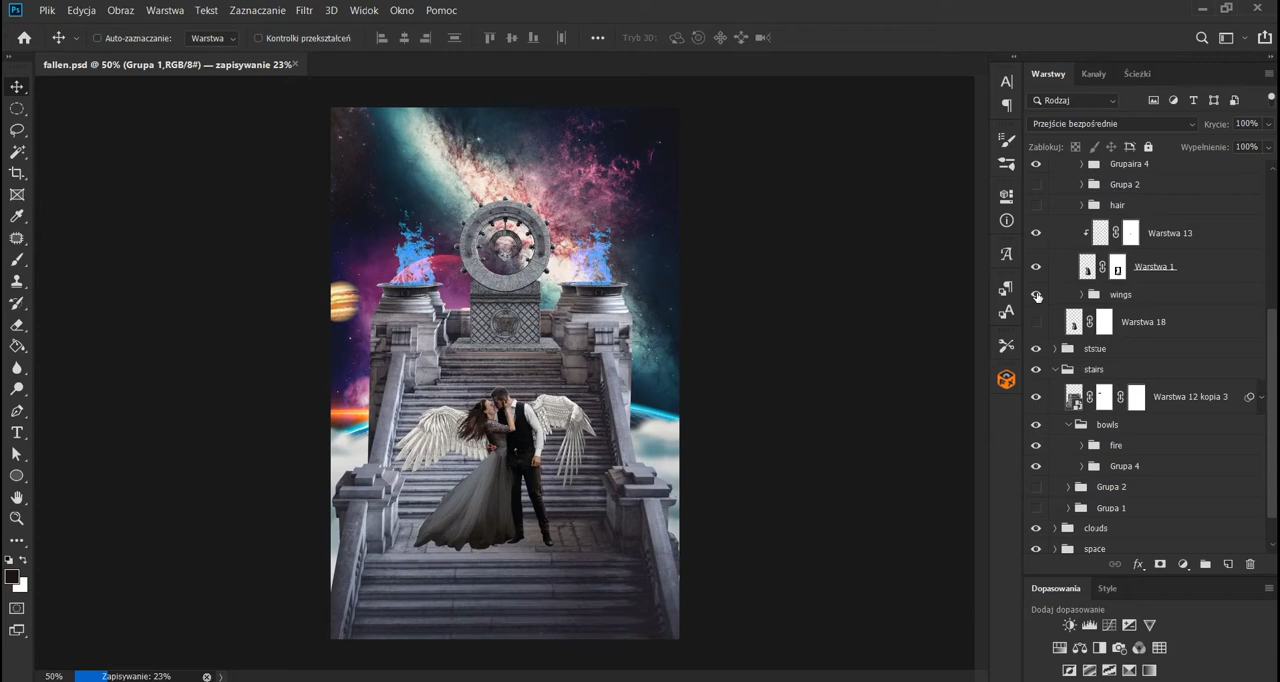 Ps Plik Edycja Obraz Warstwa Tekst Zaznaczanie Filtr 3D Widok Okno Pomoc
Auto-zaznaczanie: Warstwa Kontrolki przekształceń Tryb 3D:
fallen.psd @ 50% (Grupa 1,RGB/8#) — zapisywanie 23%
Warstwy Kanały Ścieżki
Rodzaj
Przejście bezpośrednie Krycie: 100%
Zablokuj: Wypełnienie: 100%
Grupaira 4
Grupa 2
hair
Warstwa 13
Warstwa 1
wings
Warstwa 18
ststue
stairs
Warstwa 12 kopia 3
bowls
fire
Grupa 4
Grupa 2
Grupa 1
clouds
space
fx
Dopasowania Style
Dodaj dopasowanie
50% Zapisywanie: 23%